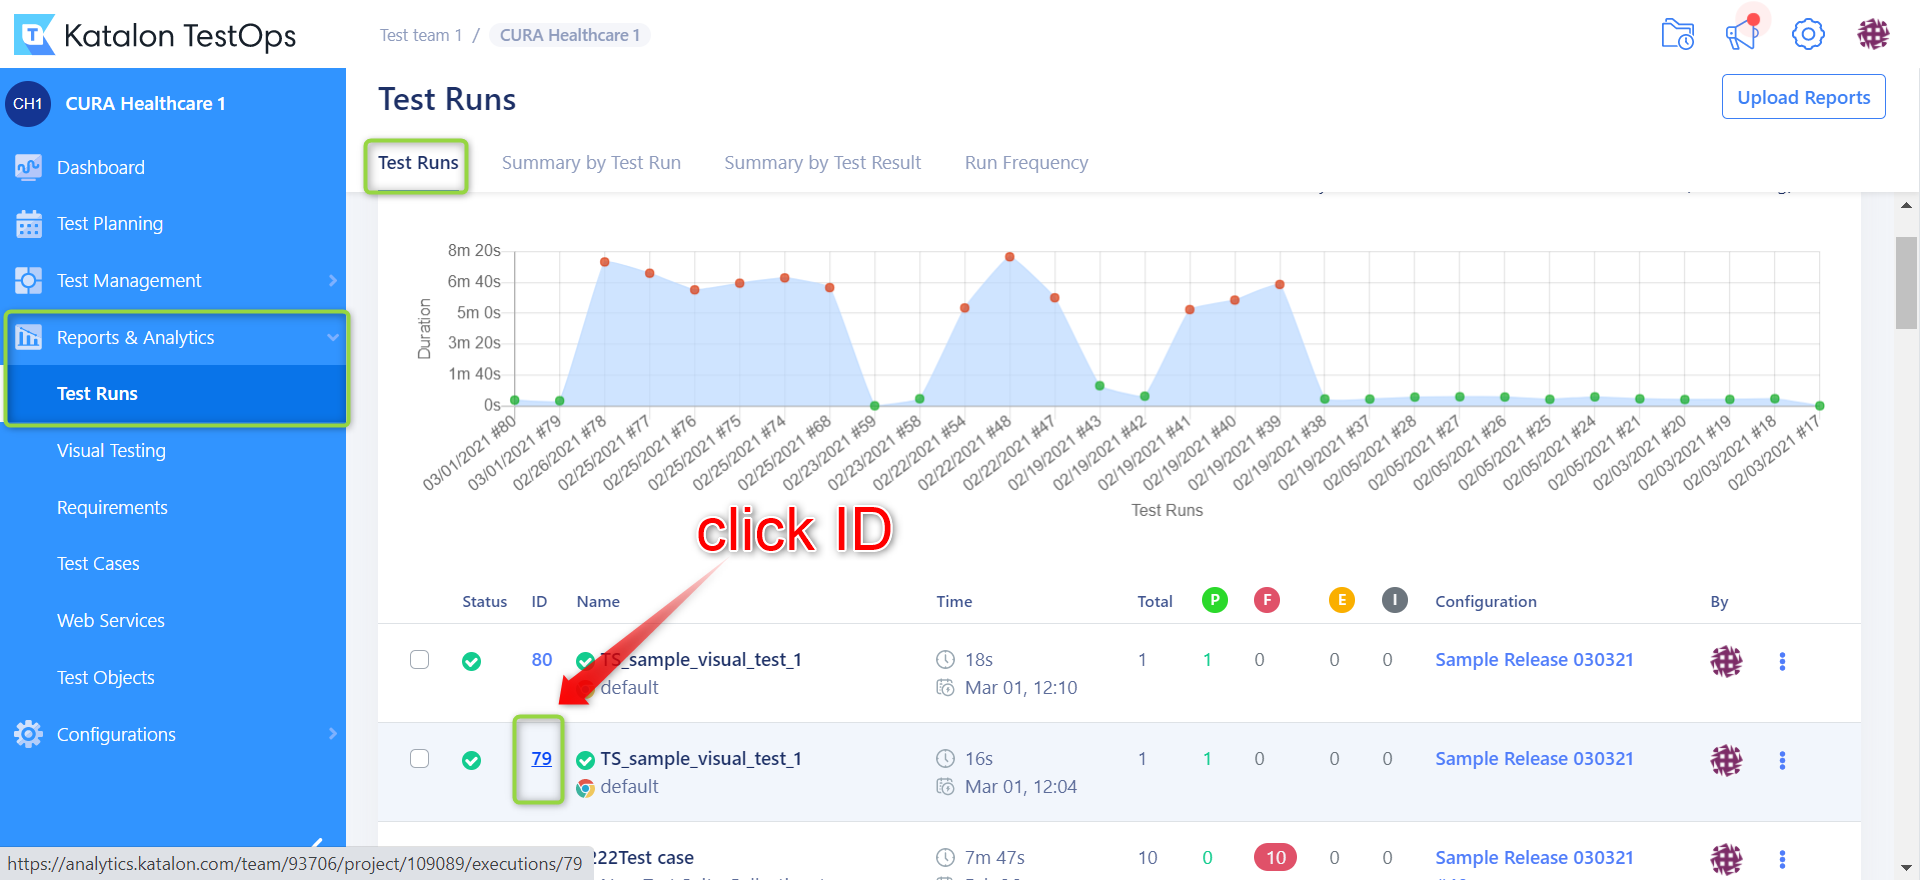 Katalon TestOps
Test team 1 / CURA Healthcare 1
CH1 CURA Healthcare 1
Dashboard
Test Planning
Test Management
Reports & Analytics
Test Runs
Visual Testing
Requirements
Test Cases
Web Services
Test Objects
Configurations
https://analytics.katalon.com/team/93706/project/109089/executions/79
Test Runs
Upload Reports
Test Runs Summary by Test Run Summary by Test Result Run Frequency
Duration
8m 20s
6m 40s
5m 0s
3m 20s
1m 40s
0s
03/01/2021 #80
03/01/2021 #79
02/26/2021 #78
02/25/2021 #77
02/25/2021 #76
02/25/2021 #75
02/25/2021 #74
02/25/2021 #68
02/23/2021 #59
02/23/2021 #58
02/22/2021 #54
02/22/2021 #48
02/22/2021 #47
02/19/2021 #43
02/19/2021 #42
02/19/2021 #41
02/19/2021 #40
02/19/2021 #39
02/19/2021 #38
02/19/2021 #37
02/05/2021 #28
02/05/2021 #27
02/05/2021 #26
02/05/2021 #25
02/05/2021 #24
02/05/2021 #21
02/03/2021 #20
02/03/2021 #19
02/03/2021 #18
02/03/2021 #17
Test Runs
click ID
Status ID Name Time Total P F E I Configuration By
80 TS_sample_visual_test_1 18s 1 1 0 0 0 Sample Release 030321
default Mar 01, 12:10
79 TS_sample_visual_test_1 16s 1 1 0 0 0 Sample Release 030321
default Mar 01, 12:04
222Test case 7m 47s 10 0 10 0 0 Sample Release 030321